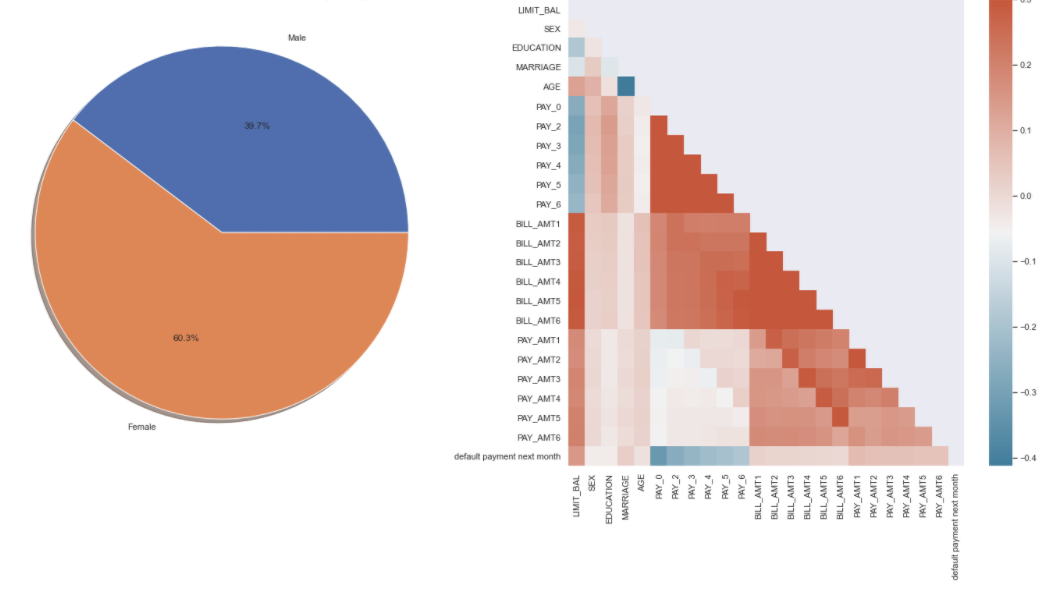 Male
39.7%
60.3%
Female
LIMIT_BAL
SEX
EDUCATION
MARRIAGE
AGE
PAY_0
PAY_2
PAY_3
PAY_4
PAY_5
PAY_6
BILL_AMT1
BILL_AMT2
BILL_AMT3
BILL_AMT4
BILL_AMT5
BILL_AMT6
PAY_AMT1
PAY_AMT2
PAY_AMT3
PAY_AMT4
PAY_AMT5
PAY_AMT6
default payment next month
LIMIT_BAL
SEX
EDUCATION
MARRIAGE
AGE
PAY_0
PAY_2
PAY_3
PAY_4
PAY_5
PAY_6
BILL_AMT1
BILL_AMT2
BILL_AMT3
BILL_AMT4
BILL_AMT5
BILL_AMT6
PAY_AMT1
PAY_AMT2
PAY_AMT3
PAY_AMT4
PAY_AMT5
PAY_AMT6
default payment next month
0.2
0.1
0.0
−0.1
−0.2
−0.3
−0.4